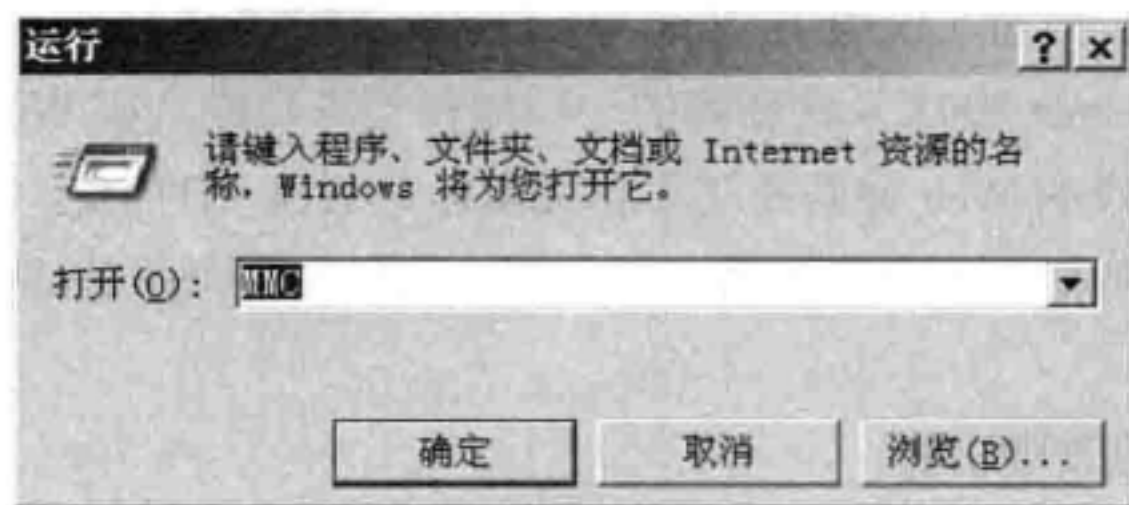 运行
请键入程序、文件夹、文档或 Internet 资源的名
称，Windows 将为您打开它。
打开(O): MMC
确定 取消 浏览(B)...